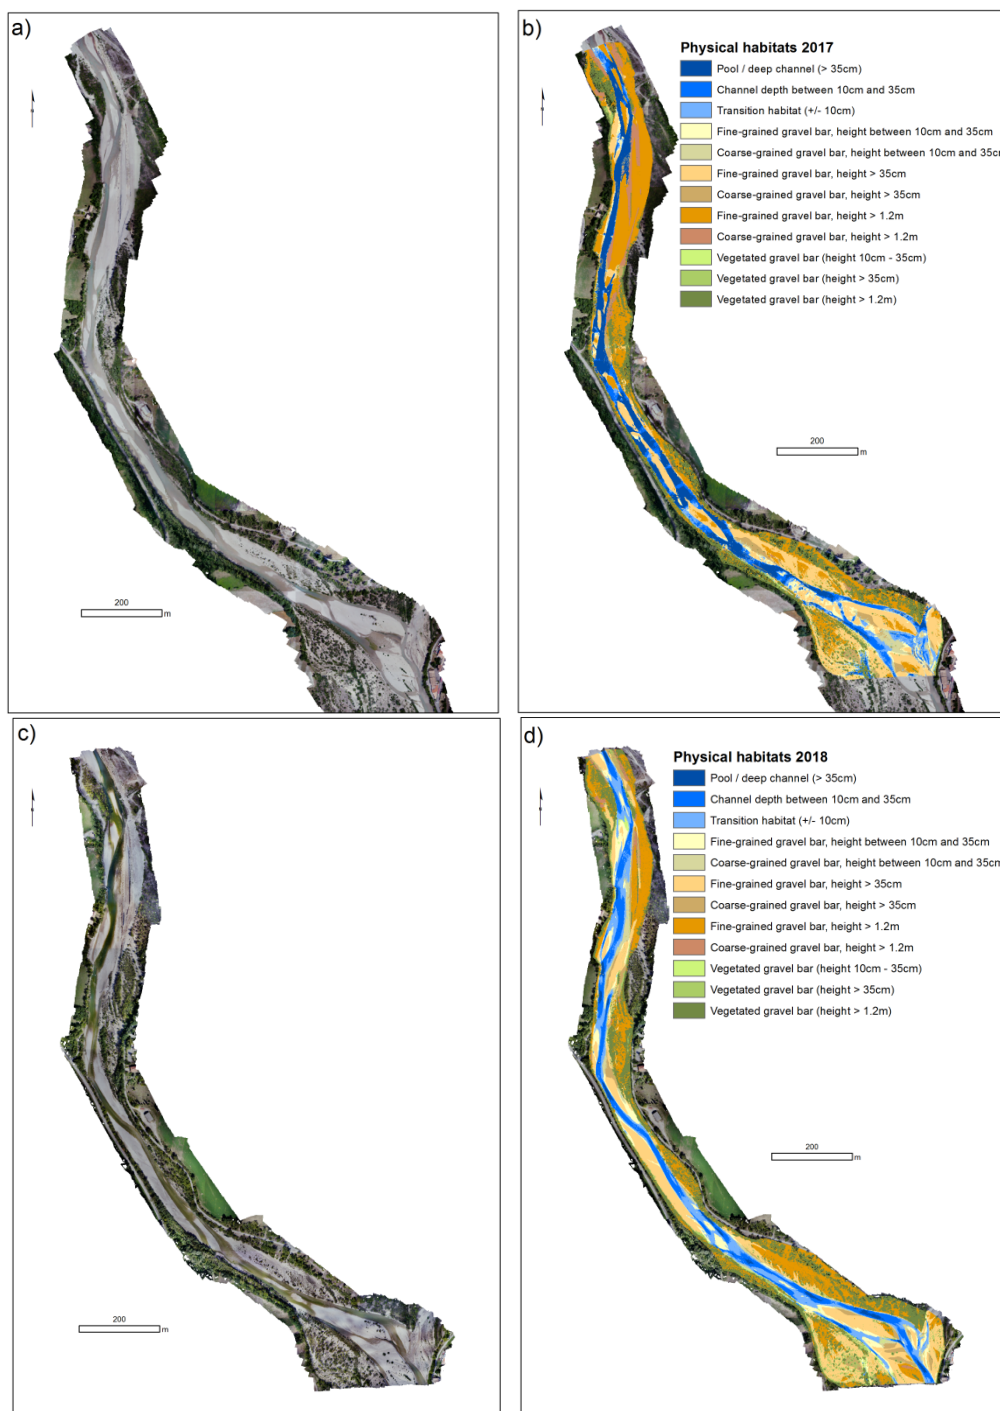 a)
200
m
b)
Physical habitats 2017
Pool / deep channel (> 35cm)
Channel depth between 10cm and 35cm
Transition habitat (+/- 10cm)
Fine-grained gravel bar, height between 10cm and 35cm
Coarse-grained gravel bar, height between 10cm and 35cm
Fine-grained gravel bar, height > 35cm
Coarse-grained gravel bar, height > 35cm
Fine-grained gravel bar, height > 1.2m
Coarse-grained gravel bar, height > 1.2m
Vegetated gravel bar (height 10cm - 35cm)
Vegetated gravel bar (height > 35cm)
Vegetated gravel bar (height > 1.2m)
200
m
c)
200
m
d)
Physical habitats 2018
Pool / deep channel (> 35cm)
Channel depth between 10cm and 35cm
Transition habitat (+/- 10cm)
Fine-grained gravel bar, height between 10cm and 35cm
Coarse-grained gravel bar, height between 10cm and 35cm
Fine-grained gravel bar, height > 35cm
Coarse-grained gravel bar, height > 35cm
Fine-grained gravel bar, height > 1.2m
Coarse-grained gravel bar, height > 1.2m
Vegetated gravel bar (height 10cm - 35cm)
Vegetated gravel bar (height > 35cm)
Vegetated gravel bar (height > 1.2m)
200
m